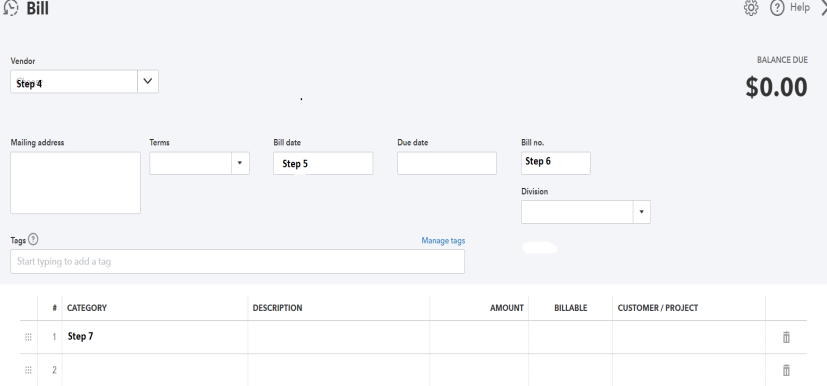 Bill
Help
Vendor
BALANCE DUE
Step 4
$0.00
Mailing address Terms Bill date Due date Bill no.
Step 5 Step 6
Division
Tags ? Manage tags
Start typing to add a tag
# CATEGORY DESCRIPTION AMOUNT BILLABLE CUSTOMER / PROJECT
1 Step 7
2